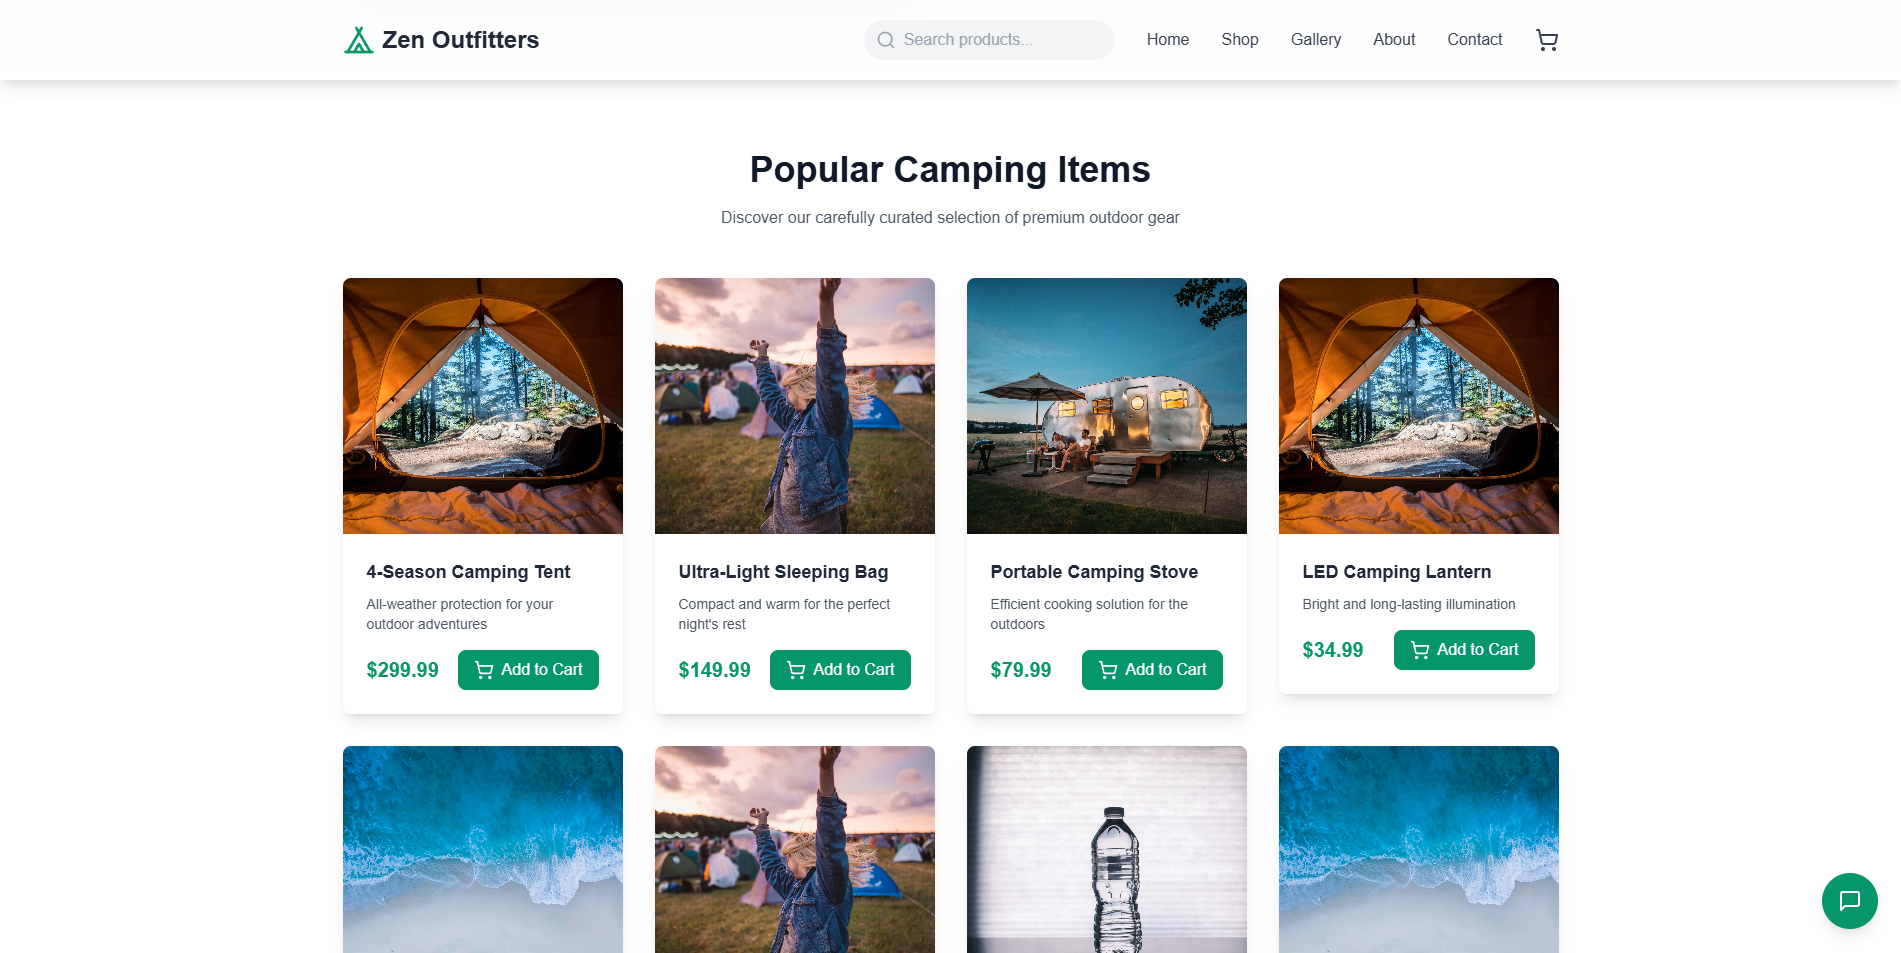 Zen Outfitters
Search products...
Home
Shop
Gallery
About
Contact
Popular Camping Items
Discover our carefully curated selection of premium outdoor gear
4-Season Camping Tent
All-weather protection for your
outdoor adventures
$299.99
Add to Cart
Ultra-Light Sleeping Bag
Compact and warm for the perfect
night's rest
$149.99
Add to Cart
Portable Camping Stove
Efficient cooking solution for the
outdoors
$79.99
Add to Cart
LED Camping Lantern
Bright and long-lasting illumination
$34.99
Add to Cart